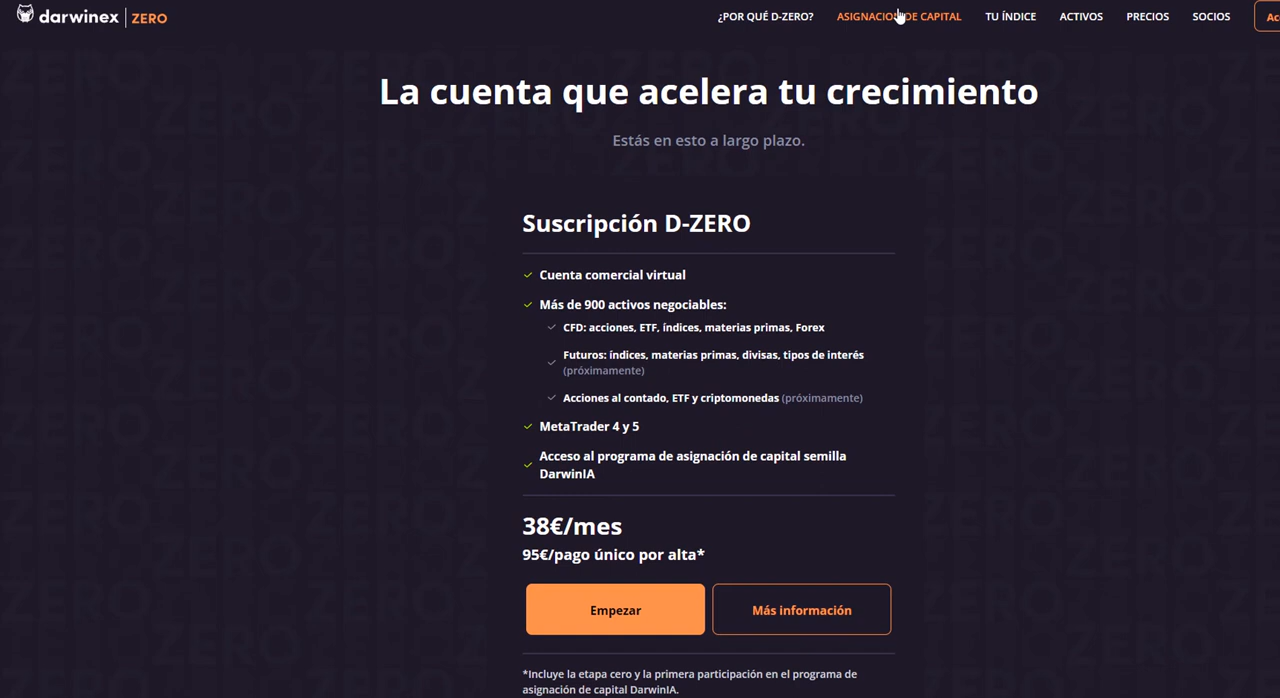 darwinex | ZERO
¿POR QUÉ D-ZERO? ASIGNACIÓN DE CAPITAL TU ÍNDICE ACTIVOS PRECIOS SOCIOS
La cuenta que acelera tu crecimiento
Estás en esto a largo plazo.
Suscripción D-ZERO
Cuenta comercial virtual
Más de 900 activos negociables:
CFD: acciones, ETF, índices, materias primas, Forex
Futuros: índices, materias primas, divisas, tipos de interés
(próximamente)
Acciones al contado, ETF y criptomonedas (próximamente)
MetaTrader 4 y 5
Acceso al programa de asignación de capital semilla
DarwinIA
38€/mes
95€/pago único por alta*
Empezar Más información
*Incluye la etapa cero y la primera participación en el programa de
asignación de capital DarwinIA.